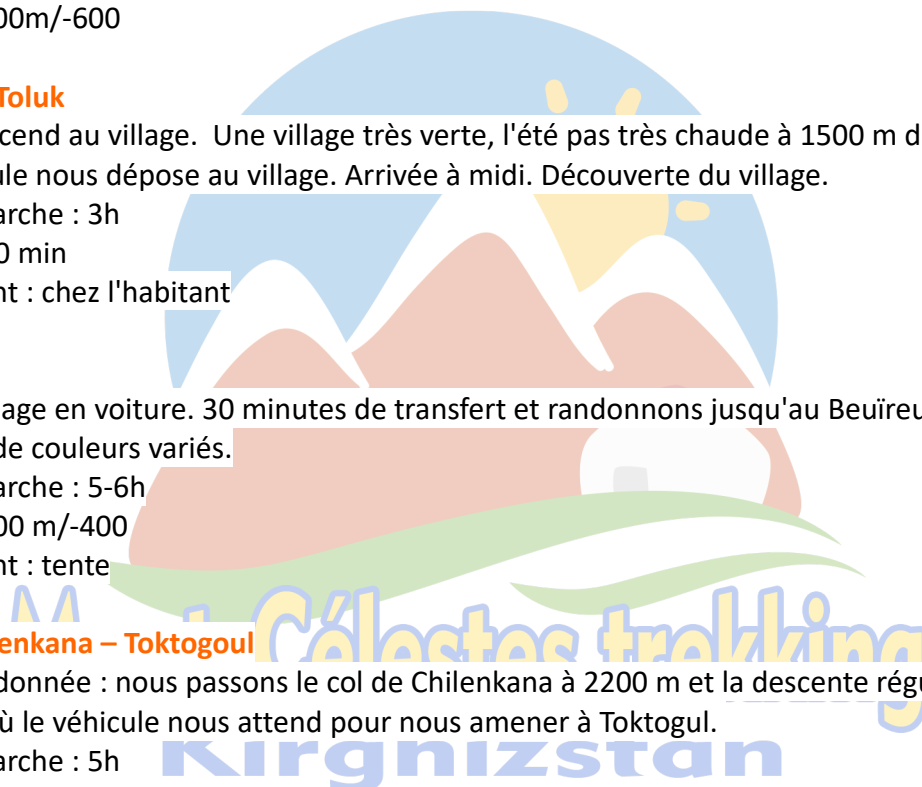 00m/-600
Toluk
cend au village. Une village très verte, l'été pas très chaude à 1500 m d
ule nous dépose au village. Arrivée à midi. Découverte du village.
arche : 3h
0 min
nt : chez l'habitant
age en voiture. 30 minutes de transfert et randonnons jusqu'au Beuïreu
de couleurs variés.
arche : 5-6h
00 m/-400
nt : tente
Célestes trekking
enkana – Toktogoul
donnée : nous passons le col de Chilenkana à 2200 m et la descente régu
ù le véhicule nous attend pour nous amener à Toktogul.
arche : 5h
Kirgnizstan